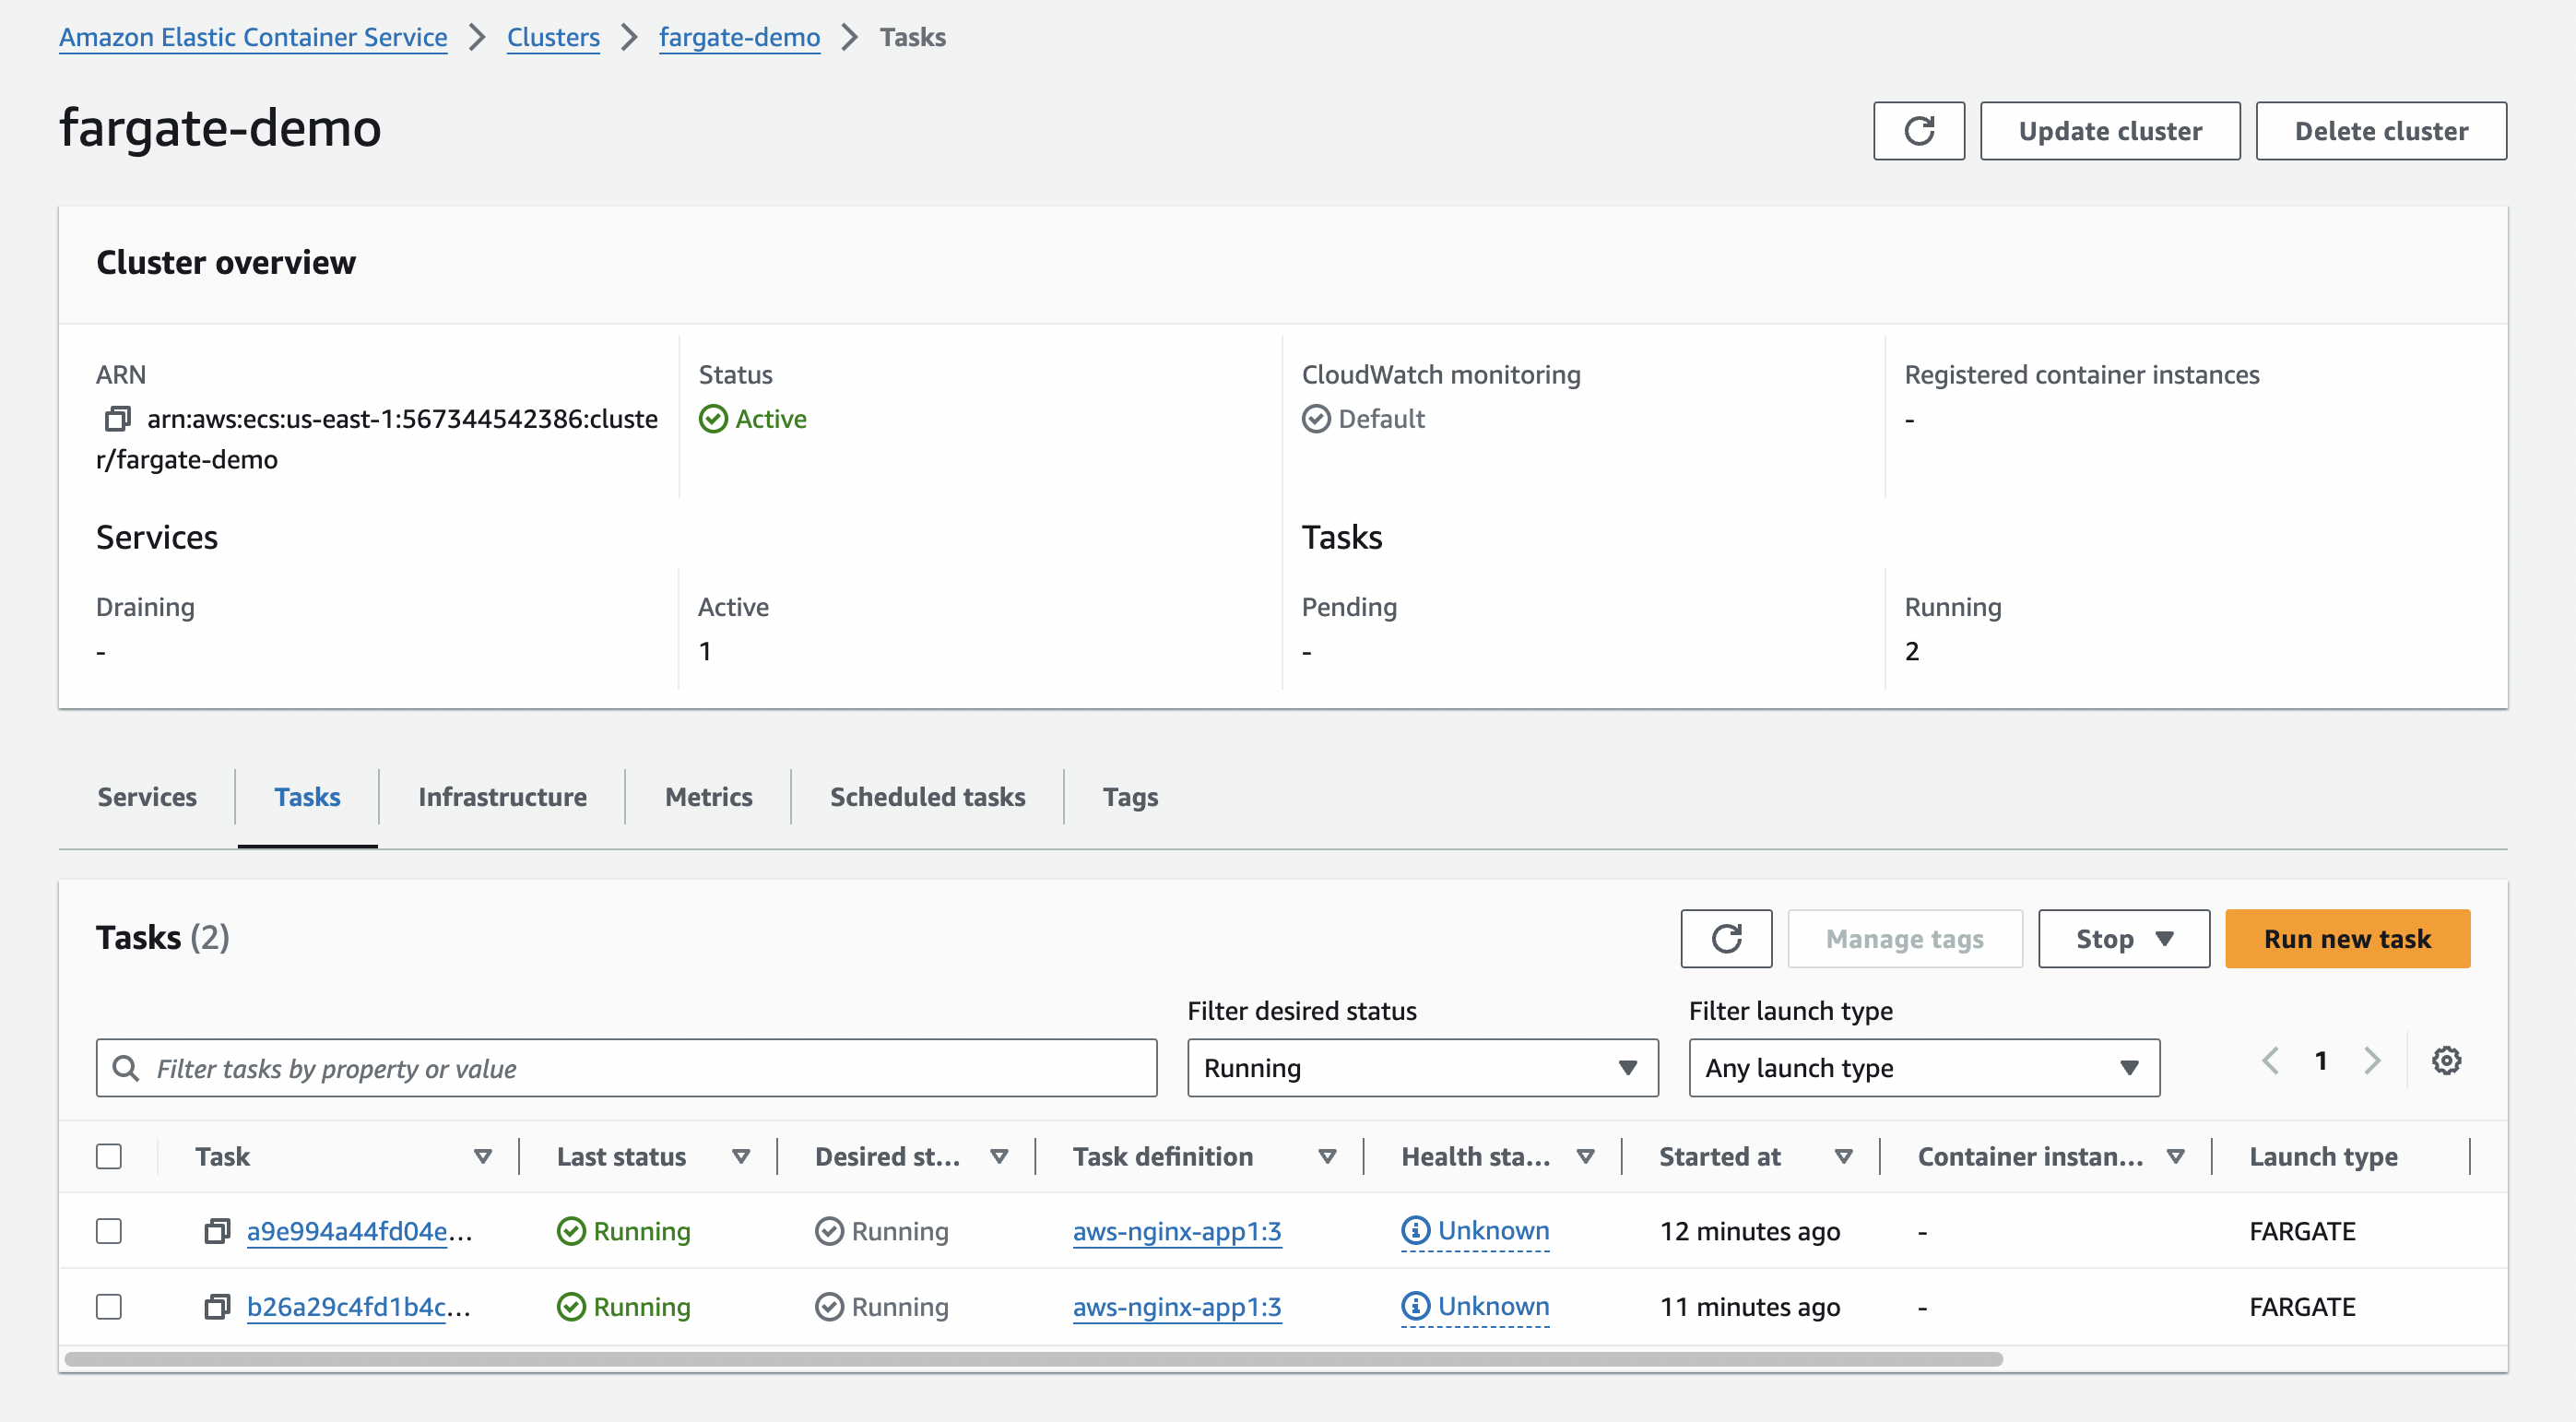 Amazon Elastic Container Service > Clusters > fargate-demo > Tasks
fargate-demo
Update cluster
Delete cluster
Cluster overview
ARN
arn:aws:ecs:us-east-1:567344542386:cluste
r/fargate-demo
Status
Active
CloudWatch monitoring
Default
Registered container instances
-
Services
Draining
-
Active
1
Tasks
Pending
-
Running
2
Services Tasks Infrastructure Metrics Scheduled tasks Tags
Tasks (2)
Manage tags
Stop
Run new task
Filter tasks by property or value
Filter desired status
Running
Filter launch type
Any launch type
1
Task Last status Desired st... Task definition Health sta... Started at Container instan... Launch type
a9e994a44fd04e... Running Running aws-nginx-app1:3 Unknown 12 minutes ago - FARGATE
b26a29c4fd1b4c... Running Running aws-nginx-app1:3 Unknown 11 minutes ago - FARGATE